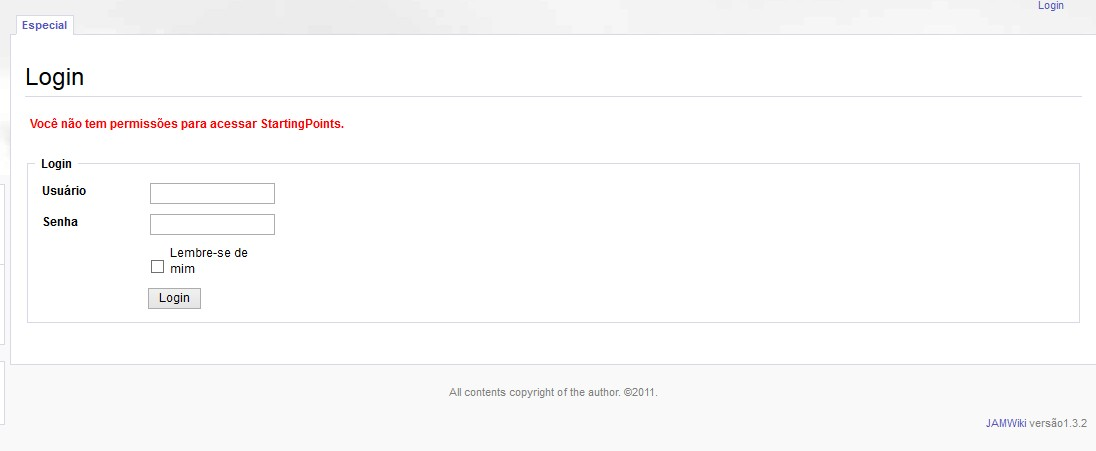 Login
Especial
Login
Você não tem permissões para acessar StartingPoints.
Login
Usuário
Senha
Lembre-se de
mim
Login
All contents copyright of the author. ©2011.
JAMWiki versão1.3.2